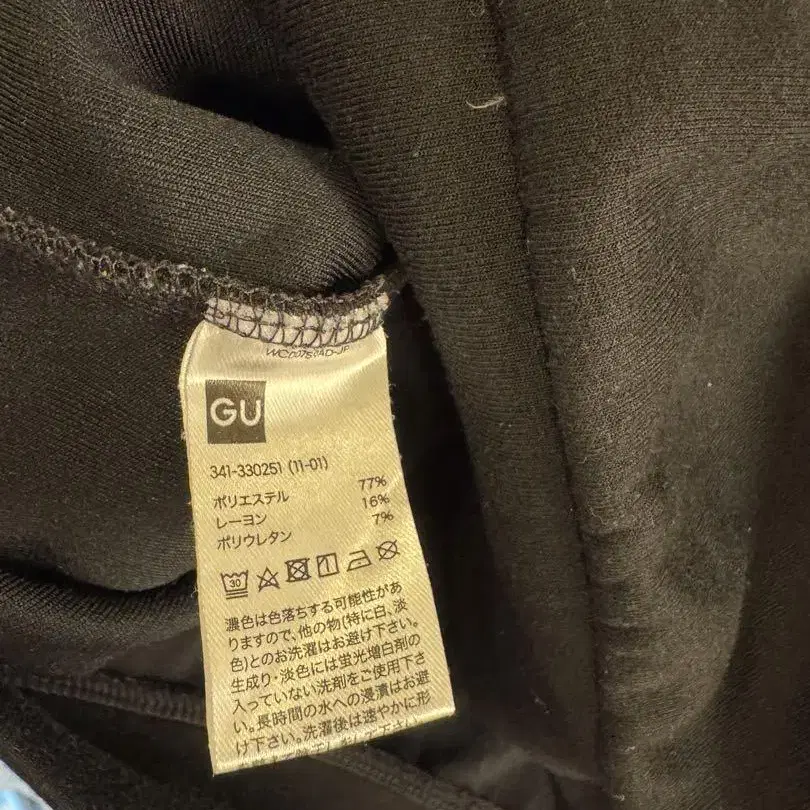 GU
341-330251 (11-01)
ポリエステル 77%
レーヨン 16%
ポリウレタン 7%
30
濃色は色落ちする可能性があ
りますので、他の物(特に白、淡
色)とのお洗濯はお避け下さい。
生成り・淡色には蛍光増白剤の
入っていない洗剤をご使用下さ
い。長時間の水への浸漬はお避
け下さい。洗濯後は速やかに形